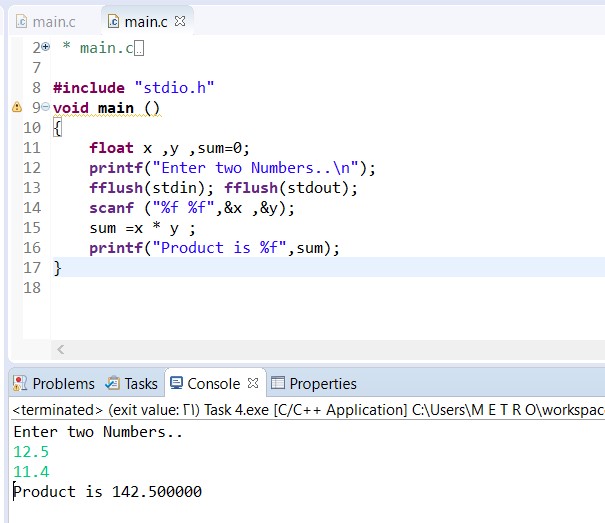 main.c main.c
2 * main.c
7
8 #include "stdio.h"
9 void main ()
10 {
11 float x ,y ,sum=0;
12 printf("Enter two Numbers..\n");
13 fflush(stdin); fflush(stdout);
14 scanf ("%f %f",&x ,&y);
15 sum =x * y ;
16 printf("Product is %f",sum);
17 }
18
Problems Tasks Console Properties
<terminated> (exit value: ٢١) Task 4.exe [C/C++ Application] C:\Users\M E T R O\workspac
Enter two Numbers..
12.5
11.4
Product is 142.500000